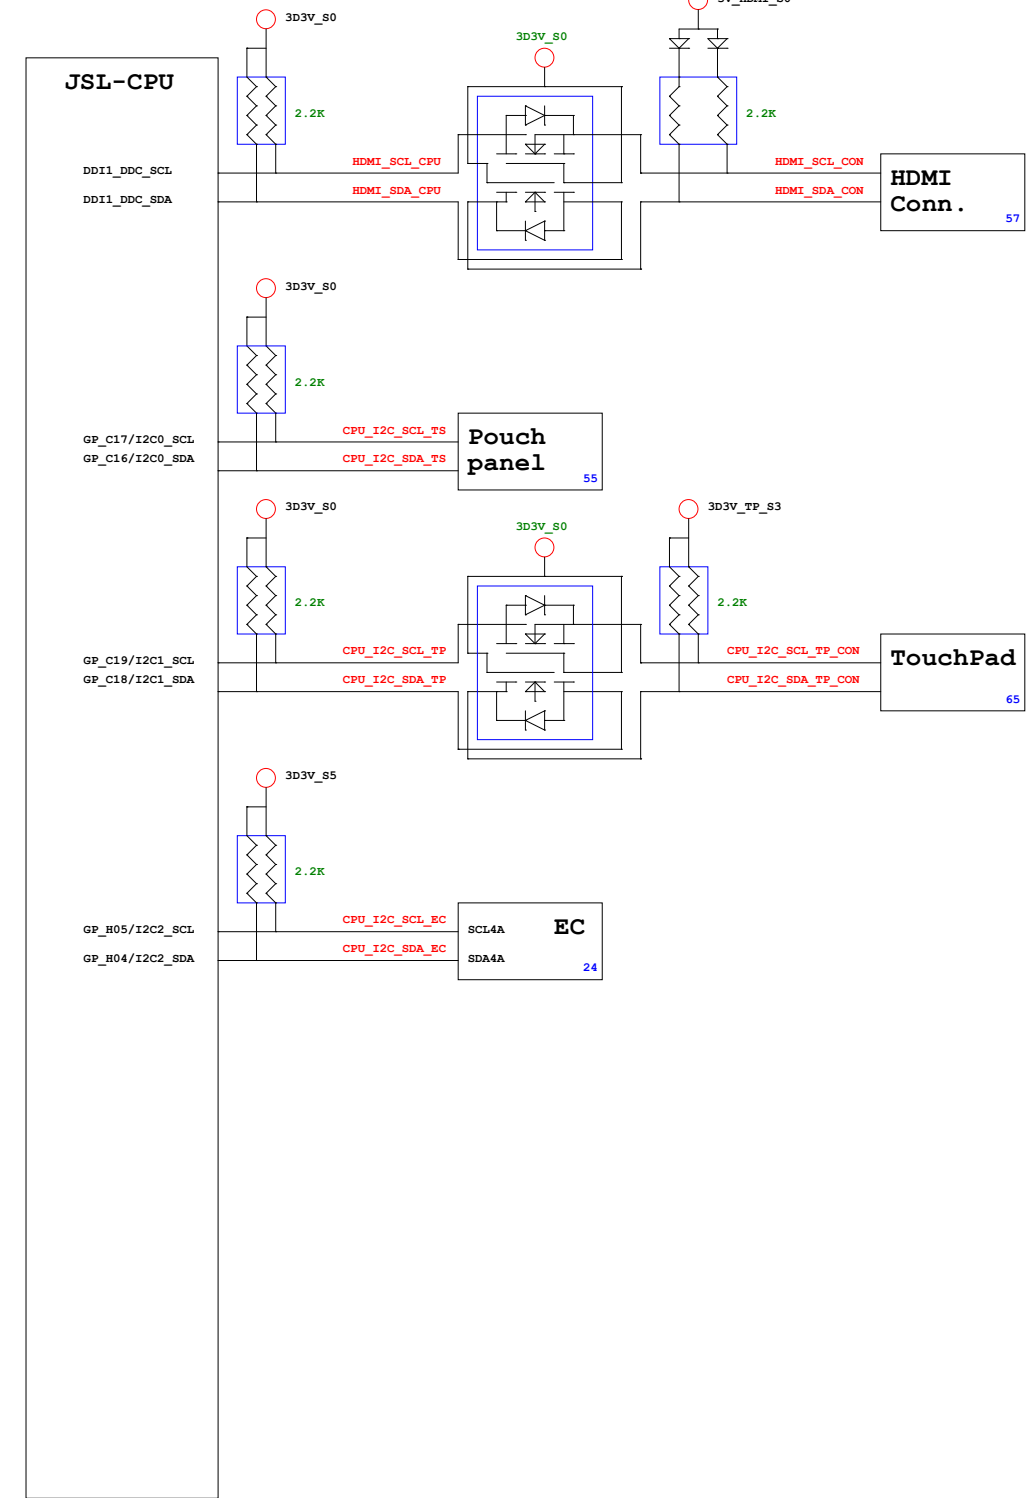 3D3V_S0
3D3V_S0
JSL-CPU
2.2K
2.2K
DDI1_DDC_SCL
HDMI_SCL_CPU
HDMI_SCL_CON
DDI1_DDC_SDA
HDMI_SDA_CPU
HDMI_SDA_CON
HDMI
Conn.
57
3D3V_S0
2.2K
GP_C17/I2C0_SCL
CPU_I2C_SCL_TS
GP_C16/I2C0_SDA
CPU_I2C_SDA_TS
Pouch
panel
55
3D3V_S0
3D3V_S0
3D3V_TP_S3
2.2K
2.2K
GP_C19/I2C1_SCL
CPU_I2C_SCL_TP
CPU_I2C_SCL_TP_CON
GP_C18/I2C1_SDA
CPU_I2C_SDA_TP
CPU_I2C_SDA_TP_CON
TouchPad
65
3D3V_S5
2.2K
GP_H05/I2C2_SCL
CPU_I2C_SCL_EC
SCL4A
EC
GP_H04/I2C2_SDA
CPU_I2C_SDA_EC
SDA4A
24